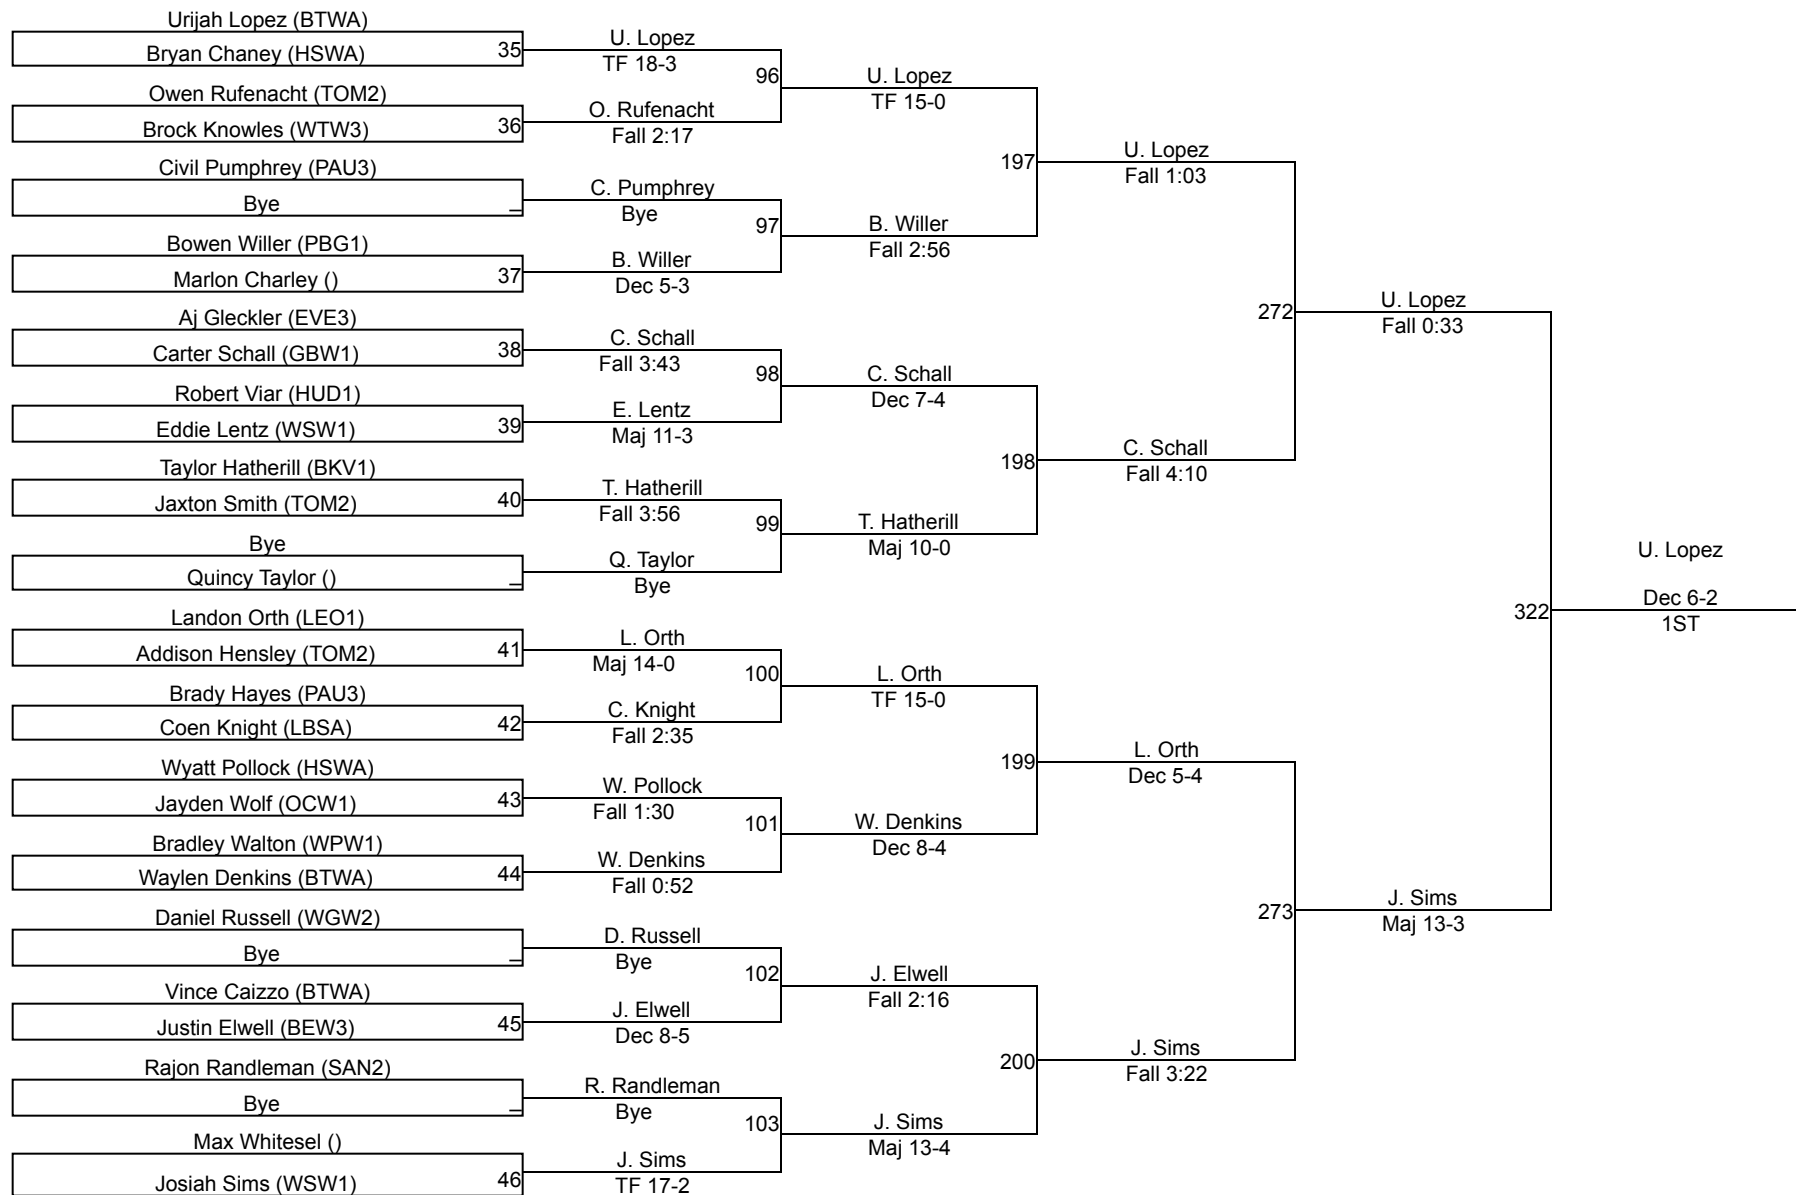 Urijah Lopez (BTWA)
Bryan Chaney (HSWA) 35
Owen Rufenacht (TOM2)
Brock Knowles (WTW3) 36
Civil Pumphrey (PAU3)
Bye _
Bowen Willer (PBG1)
Marlon Charley () 37
Aj Gleckler (EVE3)
Carter Schall (GBW1) 38
Robert Viar (HUD1)
Eddie Lentz (WSW1) 39
Taylor Hatherill (BKV1)
Jaxton Smith (TOM2) 40
Bye
Quincy Taylor () _
Landon Orth (LEO1)
Addison Hensley (TOM2) 41
Brady Hayes (PAU3)
Coen Knight (LBSA) 42
Wyatt Pollock (HSWA)
Jayden Wolf (OCW1) 43
Bradley Walton (WPW1)
Waylen Denkins (BTWA) 44
Daniel Russell (WGW2)
Bye _
Vince Caizzo (BTWA)
Justin Elwell (BEW3) 45
Rajon Randleman (SAN2)
Bye _
Max Whitesel ()
Josiah Sims (WSW1) 46
U. Lopez
TF 18-3
96
O. Rufenacht
Fall 2:17
C. Pumphrey
Bye
97
B. Willer
Dec 5-3
C. Schall
Fall 3:43
98
E. Lentz
Maj 11-3
T. Hatherill
Fall 3:56
99
Q. Taylor
Bye
L. Orth
Maj 14-0
100
C. Knight
Fall 2:35
W. Pollock
Fall 1:30
101
W. Denkins
Fall 0:52
D. Russell
Bye
102
J. Elwell
Dec 8-5
R. Randleman
Bye
103
J. Sims
TF 17-2
U. Lopez
TF 15-0
197
B. Willer
Fall 2:56
C. Schall
Dec 7-4
198
T. Hatherill
Maj 10-0
L. Orth
TF 15-0
199
W. Denkins
Dec 8-4
J. Elwell
Fall 2:16
200
J. Sims
Maj 13-4
U. Lopez
Fall 1:03
272
C. Schall
Fall 4:10
L. Orth
Dec 5-4
273
J. Sims
Fall 3:22
U. Lopez
Fall 0:33
322
J. Sims
Maj 13-3
U. Lopez
Dec 6-2
1ST